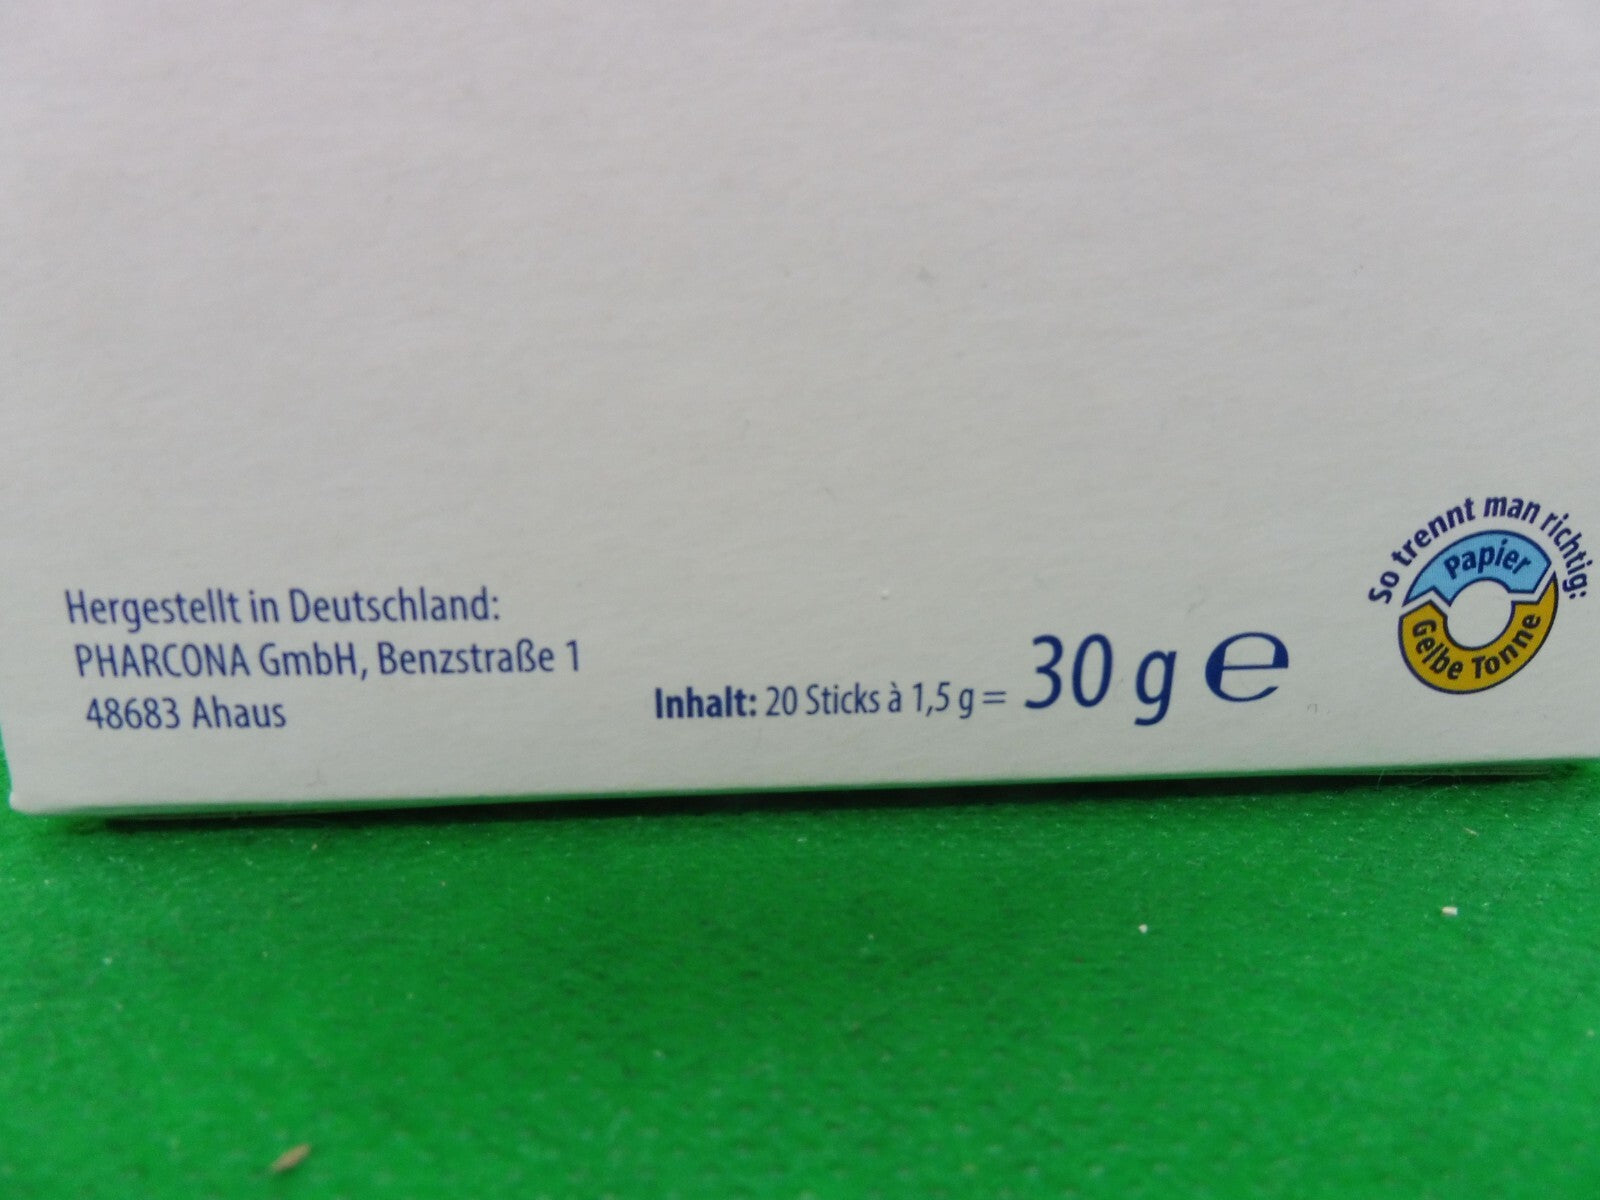 Hergestellt in Deutschland:
PHARCONA GmbH, Benzstraße 1
48683 Ahaus
Inhalt: 20 Sticks à 1,5 g = 30 g ℮
So trennt man richtig:
Papier
Gelbe Tonne